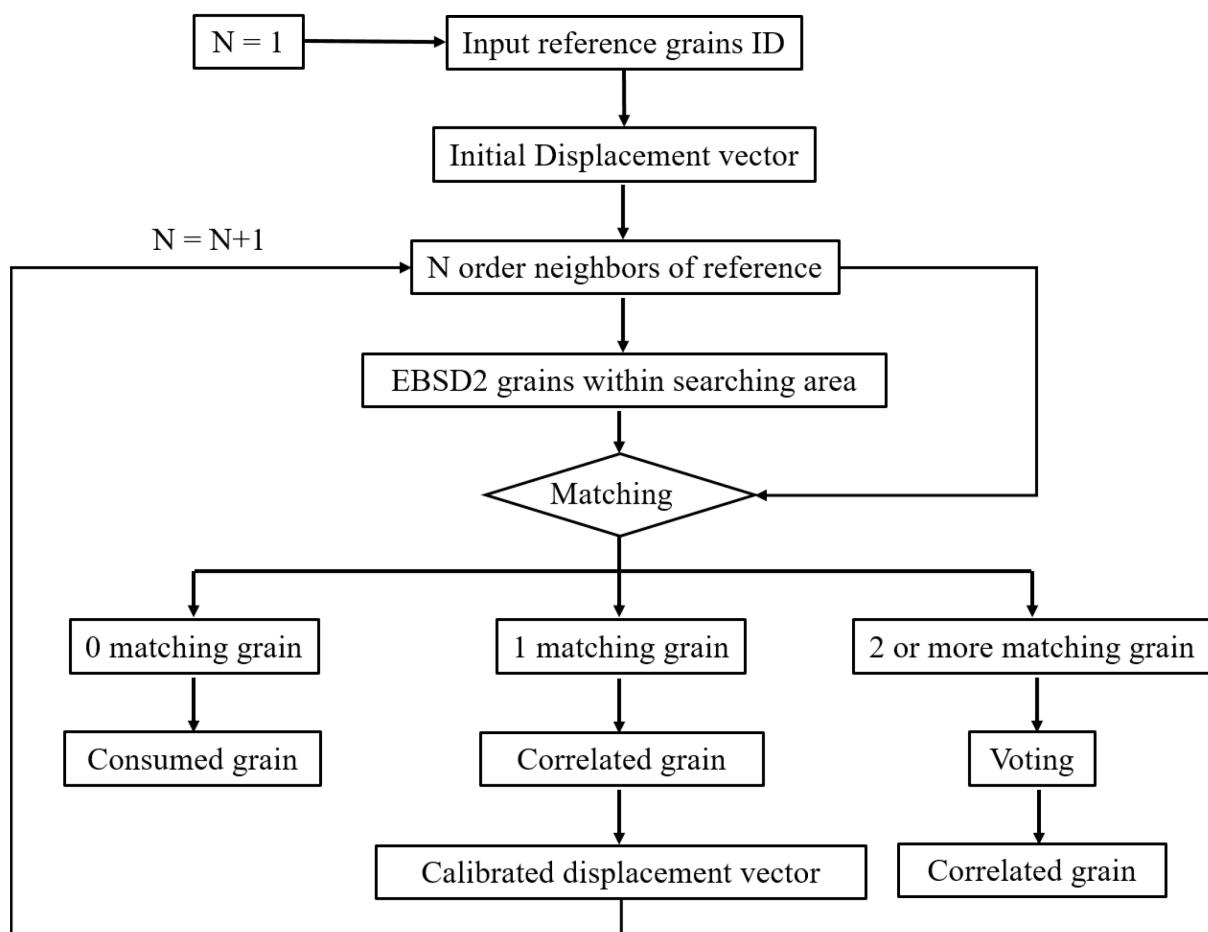 N = 1
Input reference grains ID
Initial Displacement vector
N = N+1
N order neighbors of reference
EBSD2 grains within searching area
Matching
0 matching grain
1 matching grain
2 or more matching grain
Consumed grain
Correlated grain
Voting
Calibrated displacement vector
Correlated grain